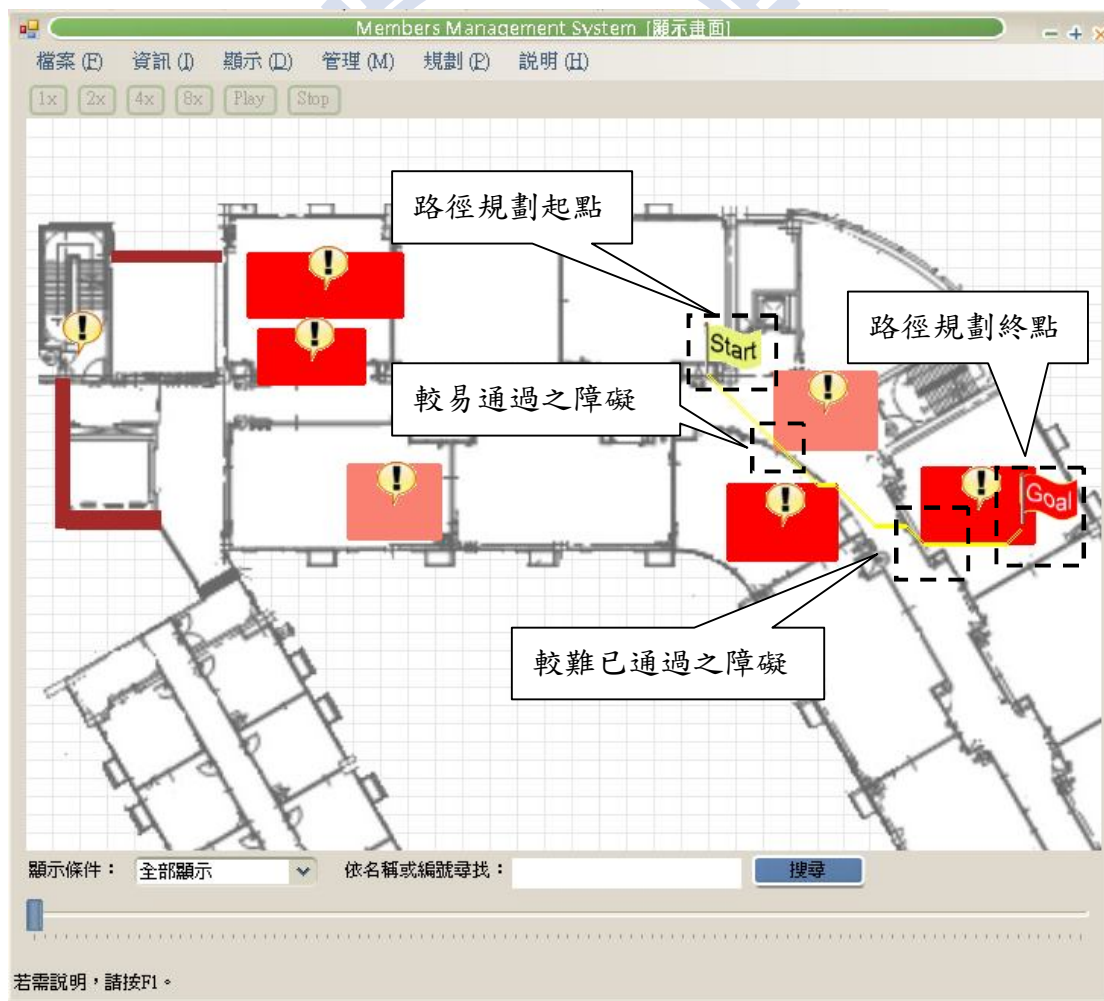 Members Management System [顯示畫面]
檔案 (F) 資訊 (I) 顯示 (D) 管理 (M) 規劃 (P) 說明 (H)
1x 2x 4x 8x Play Stop
路徑規劃起點
路徑規劃終點
Start
較易通過之障礙
Goal
較難已通過之障礙
顯示條件： 全部顯示 依名稱或編號尋找： 搜尋
若需說明，請按F1。